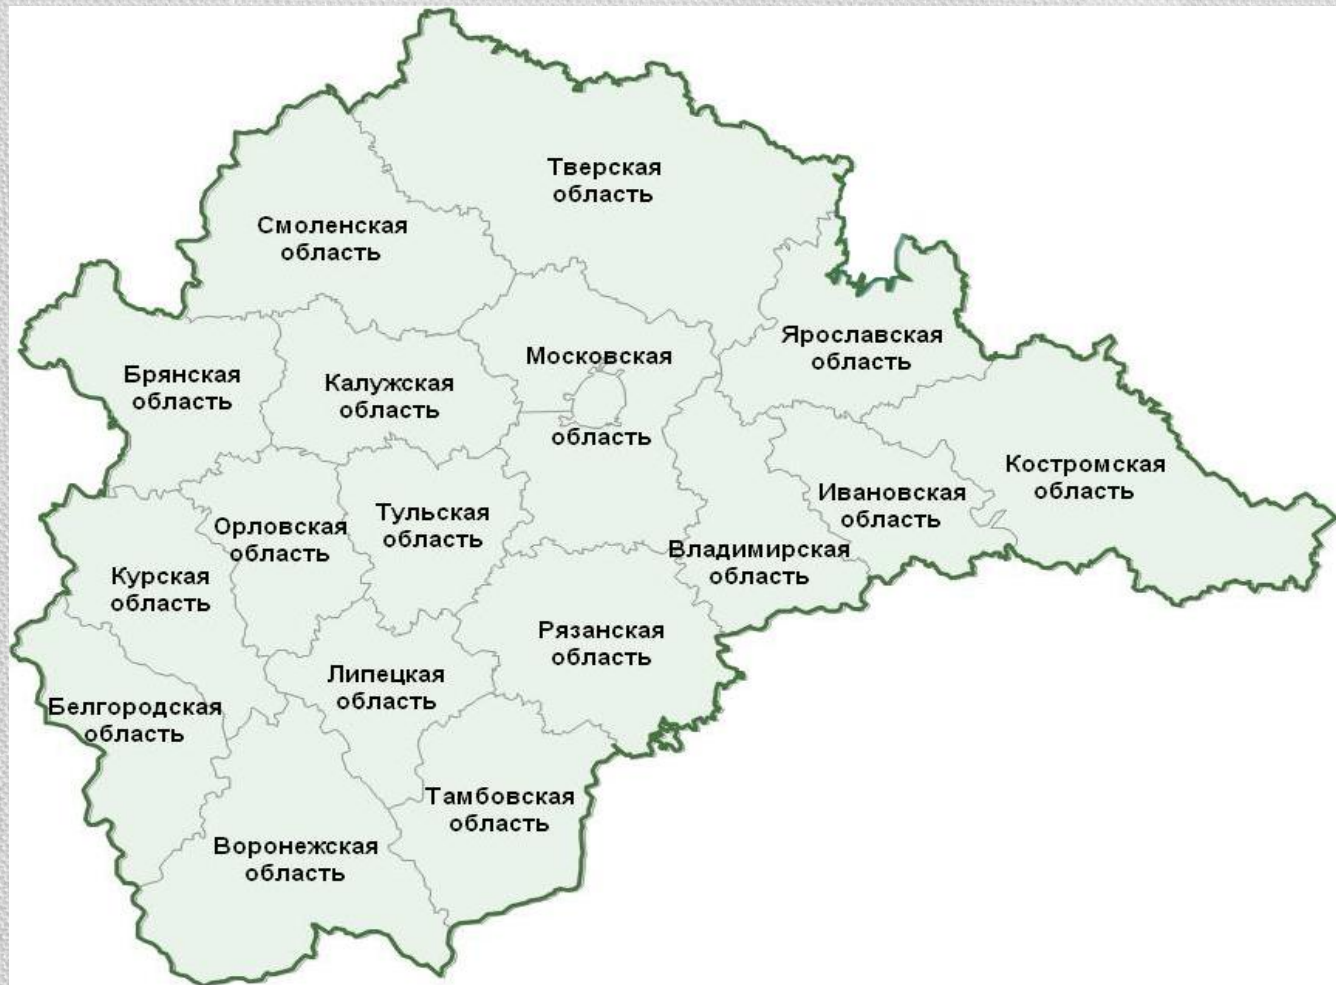 Тверская
область
Смоленская
область
Ярославская
область
Московская
область
Брянская
область
Калужская
область
Костромская
область
Ивановская
область
Владимирская
область
Тульская
область
Орловская
область
Курская
область
Рязанская
область
Липецкая
область
Белгородская
область
Тамбовская
область
Воронежская
область